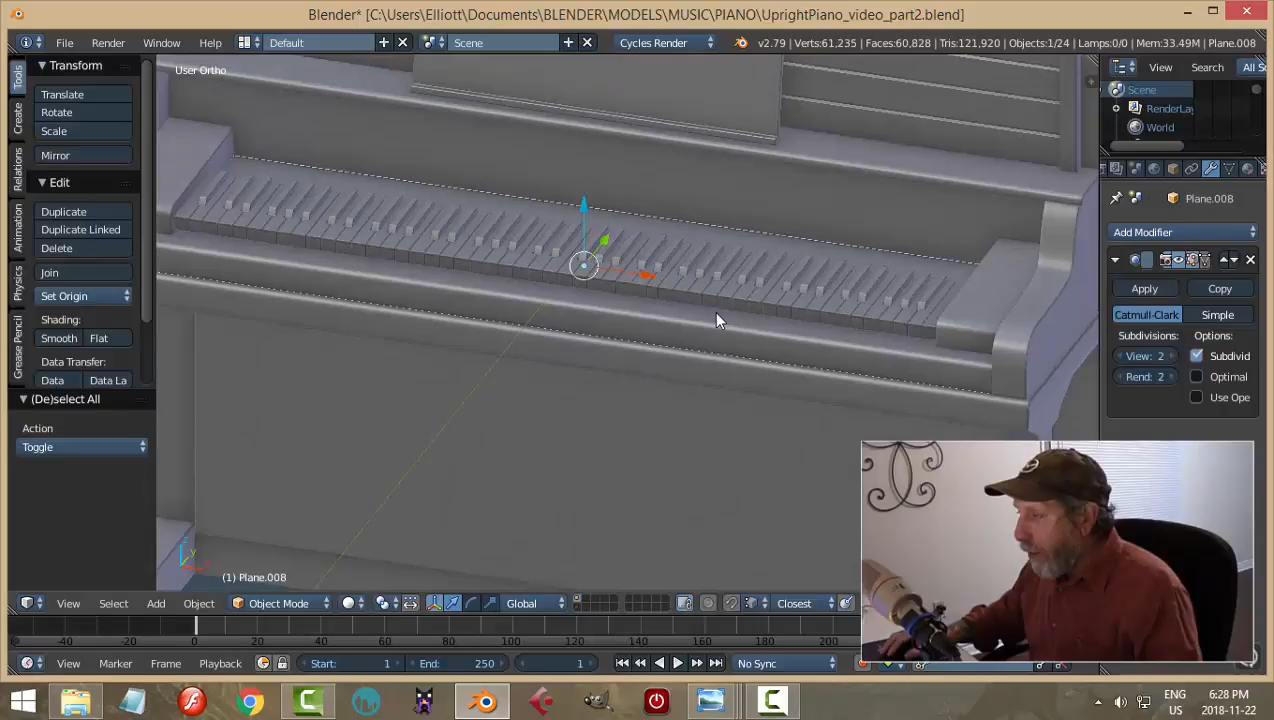 Blender* [C:\Users\Elliott\Documents\BLENDER\MODELS\MUSIC\PIANO\UprightPiano_video_part2.blend]
File Render Window Help Default Scene Cycles Render v2.79 | Verts:61,235 | Faces:60,828 | Tris:121,920 | Objects:1/24 | Lamps:0/0 | Mem:33.49M | Plane.008
Tools
Create
Relations
Animation
Physics
Grease Pencil
Transform
Translate
Rotate
Scale
Mirror
Edit
Duplicate
Duplicate Linked
Delete
Join
Set Origin
Shading:
Smooth Flat
Data Transfer:
Data Data La
(De)select All
Action
Toggle
User Ortho
(1) Plane.008
View Search All S
Scene
RenderLay
World
Plane.008
Add Modifier
Apply Copy
Catmull-Clark Simple
Subdivisions: Options:
View: 2 Subdivid
Rend: 2 Optimal
Use Ope
View Select Add Object Object Mode Global Closest
-40 -20 0 20 40 60 80 100 120 140 160 180 200
View Marker Frame Playback Start: 1 End: 250 1 No Sync
ENG
US
6:28 PM
2018-11-22